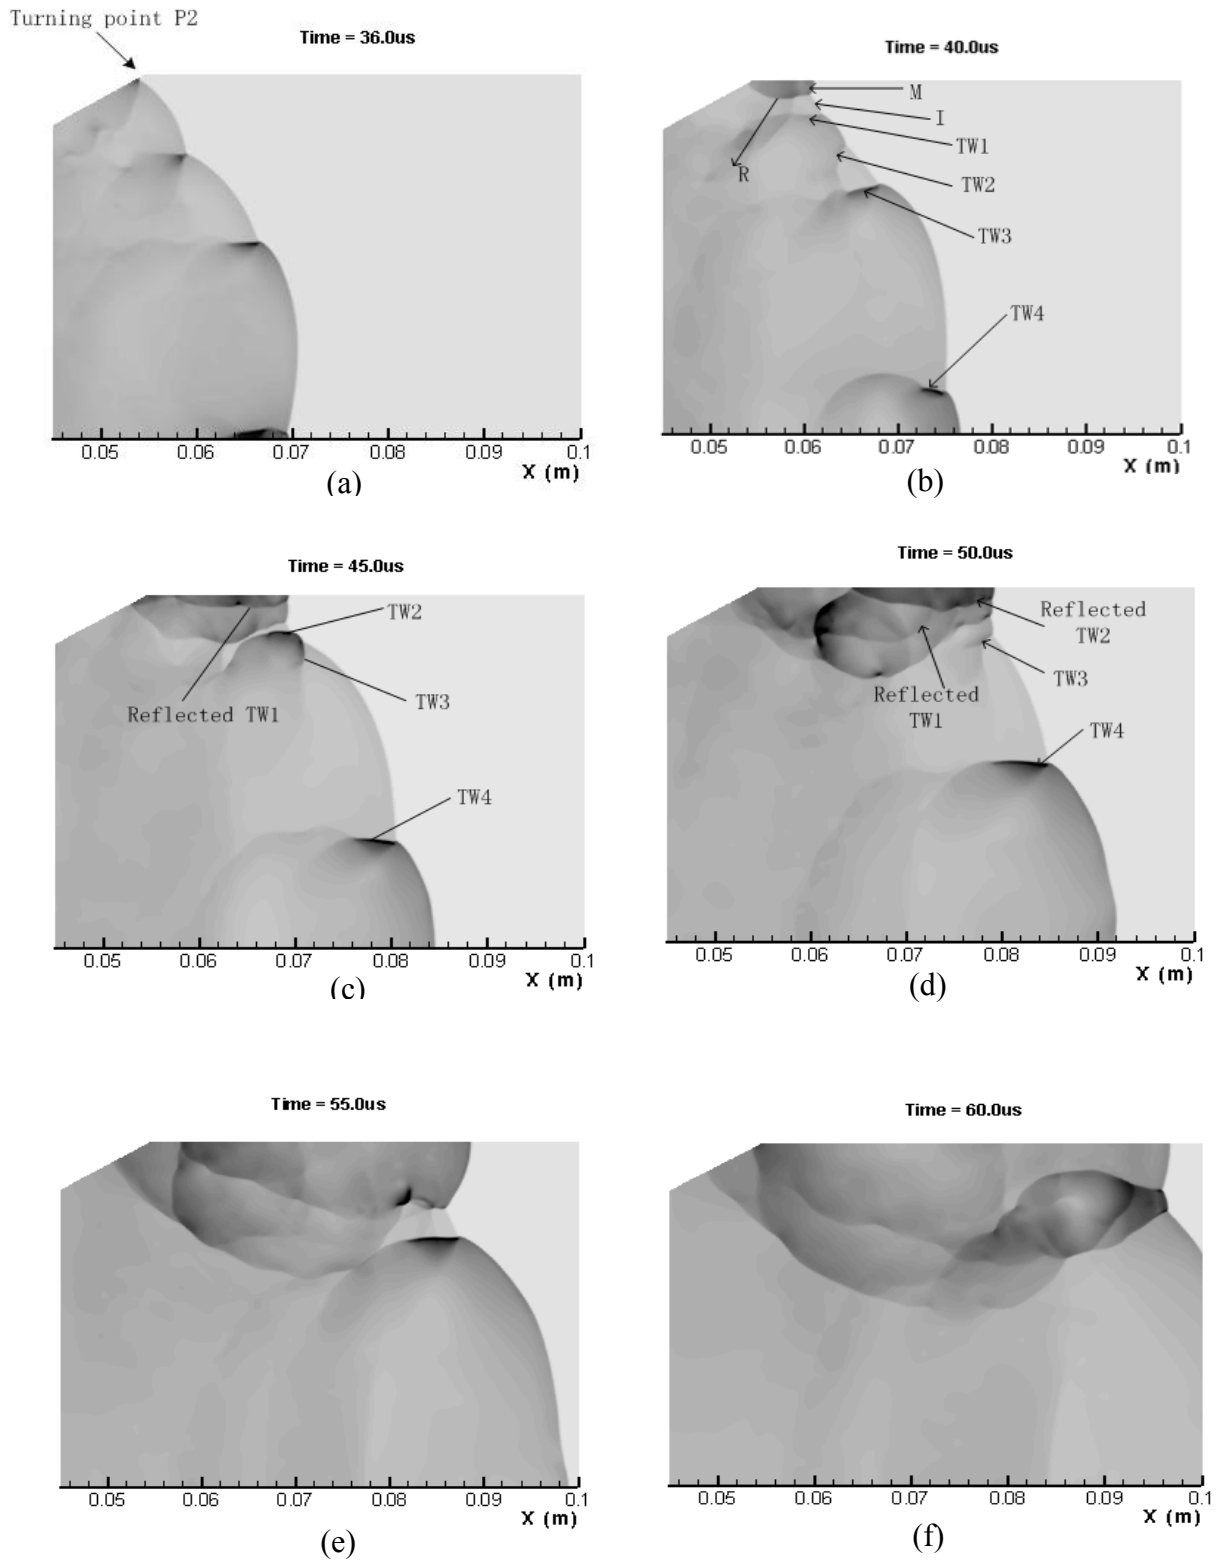 Turning point P2
Time = 36.0us
0.05 0.06 0.07 0.08 0.09 0.1
X (m)
(a)
Time = 40.0us
M
I
TW1
R
TW2
TW3
TW4
0.05 0.06 0.07 0.08 0.09 0.1
X (m)
(b)
Time = 45.0us
TW2
TW3
Reflected TW1
TW4
0.05 0.06 0.07 0.08 0.09 0.1
X (m)
(c)
Time = 50.0us
Reflected
TW2
TW3
Reflected
TW1
TW4
0.05 0.06 0.07 0.08 0.09 0.1
X (m)
(d)
Time = 55.0us
0.05 0.06 0.07 0.08 0.09 0.1
X (m)
(e)
Time = 60.0us
0.05 0.06 0.07 0.08 0.09 0.1
X (m)
(f)